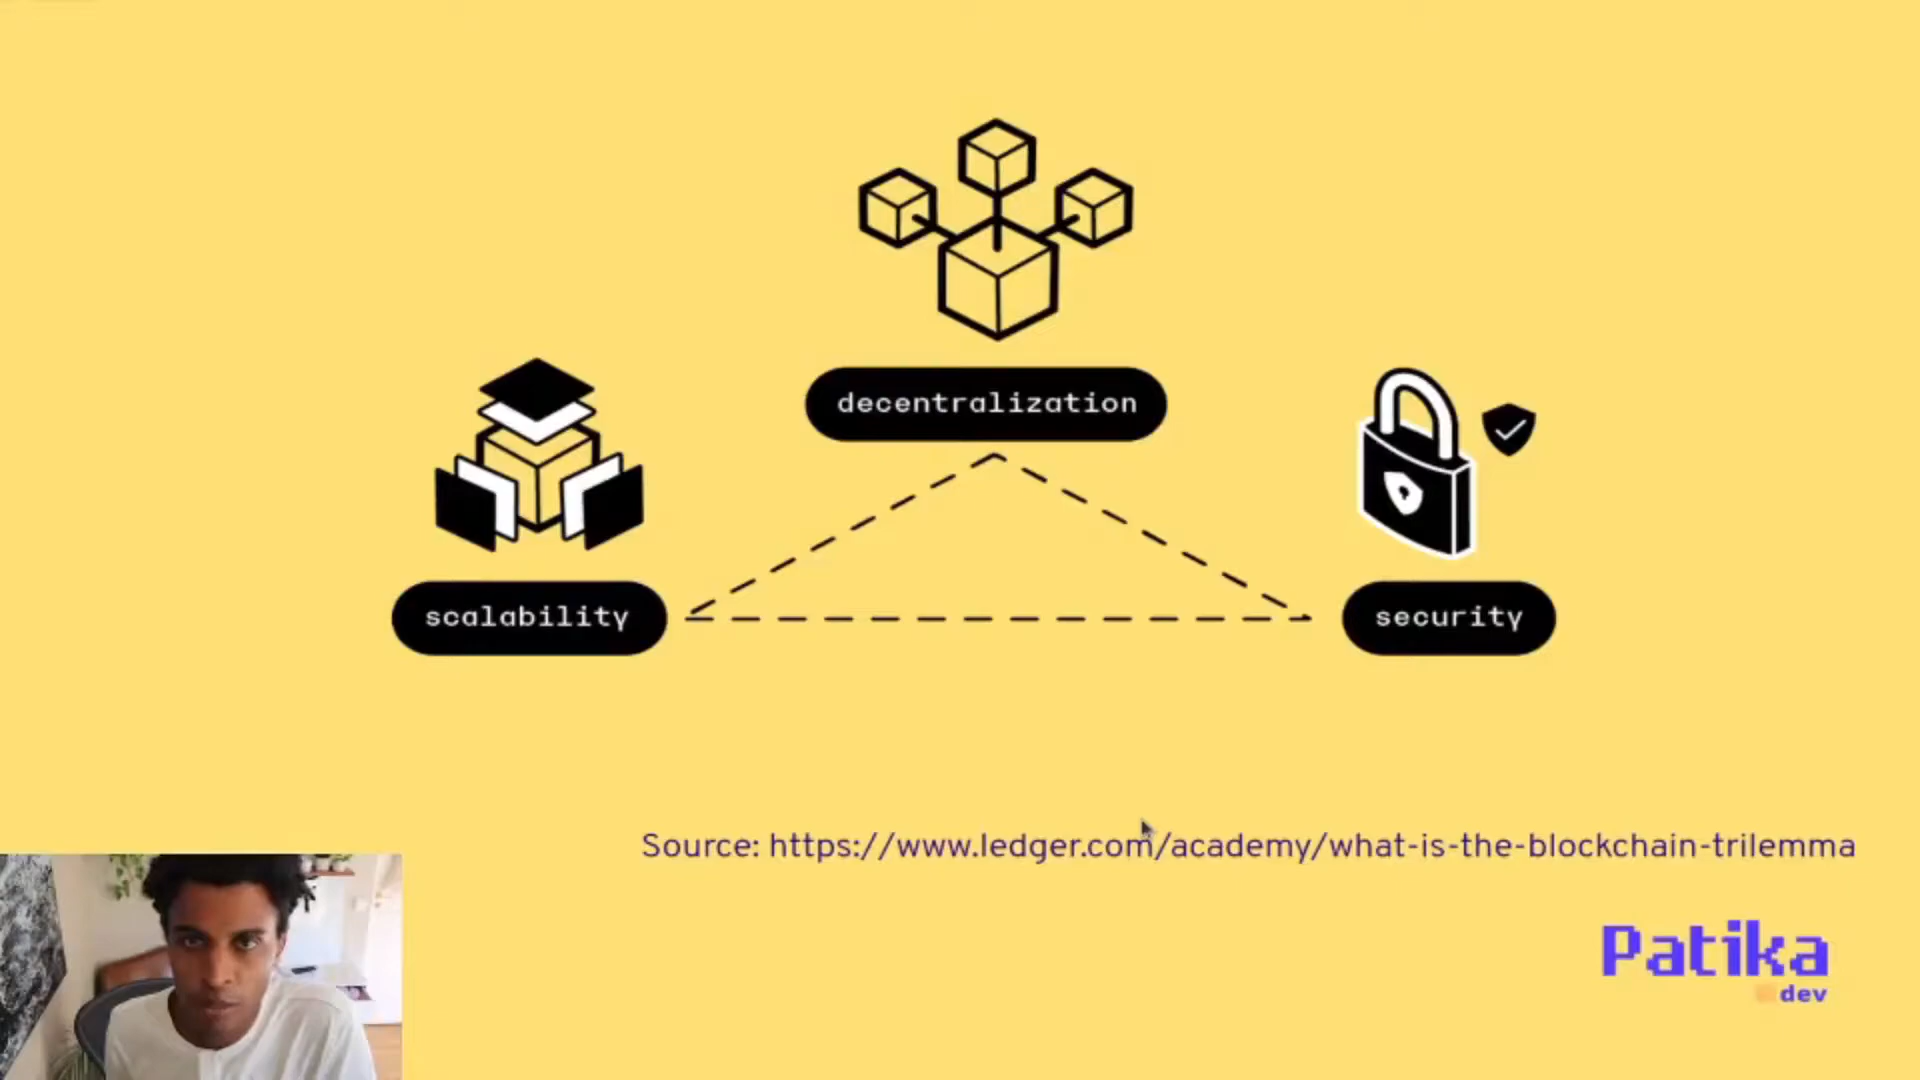 decentralization
scalability
security
Source: https://www.ledger.com/academy/what-is-the-blockchain-trilemma
Patika
dev